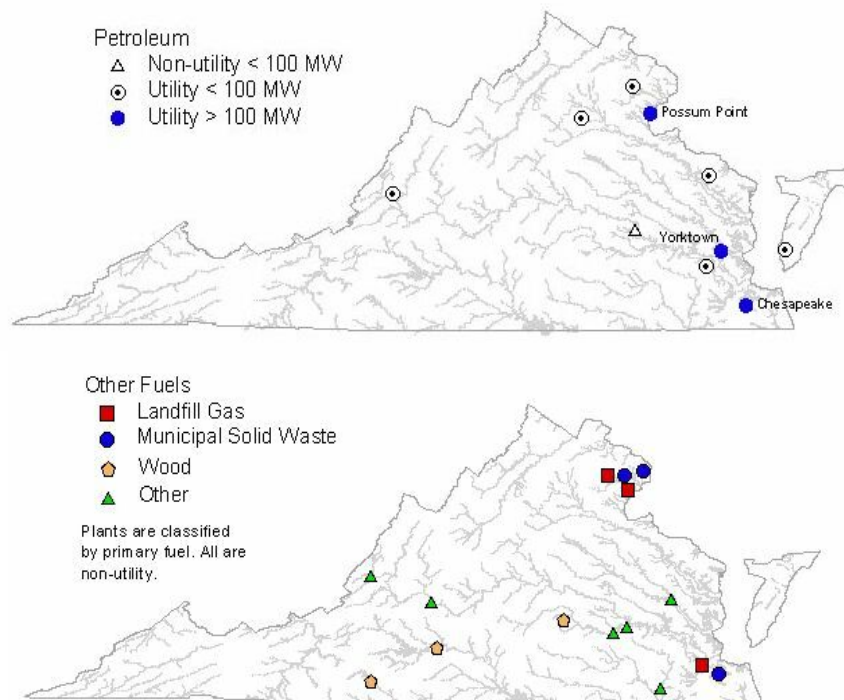 Petroleum
Non-utility < 100 MW
Utility < 100 MW
Utility > 100 MW
Possum Point
Yorktown
Chesapeake
Other Fuels
Landfill Gas
Municipal Solid Waste
Wood
Other
Plants are classified
by primary fuel. All are
non-utility.